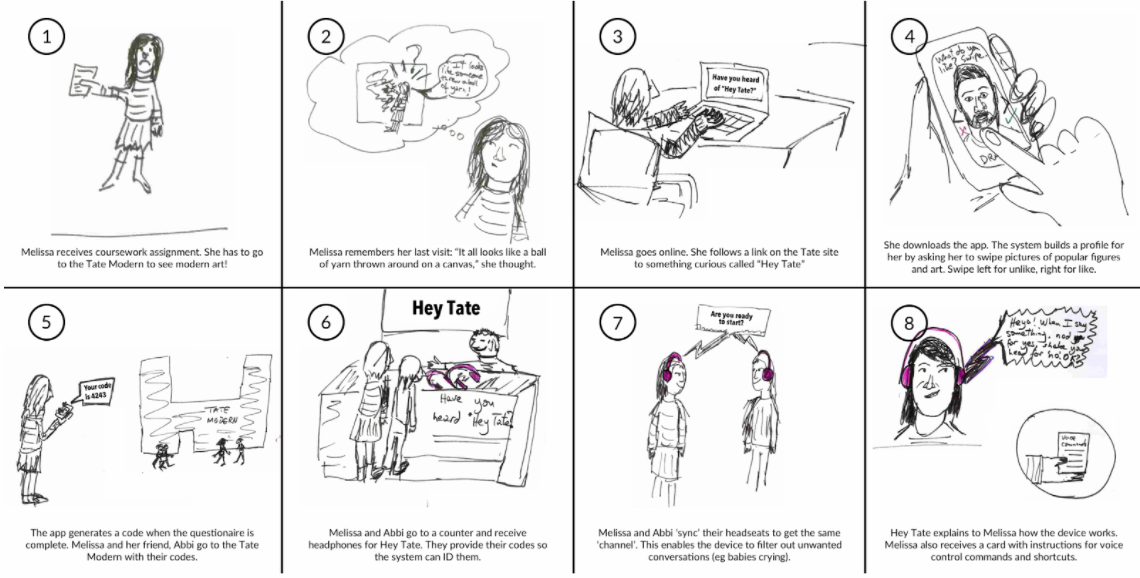 1
Melissa receives coursework assignment. She has to go
to the Tate Modern to see modern art!
2
?
It looks
like someone
threw a ball
of yarn!
Melissa remembers her last visit: “It all looks like a ball
of yarn thrown around on a canvas,” she thought.
3
Have you heard
of "Hey Tate?"
Melissa goes online. She follows a link on the Tate site
to something curious called “Hey Tate”
4
What do you
like? Swipe...
DRA
She downloads the app. The system builds a profile for
her by asking her to swipe pictures of popular figures
and art. Swipe left for unlike, right for like.
5
Your code
is 4243
TATE
MODERN
The app generates a code when the questionaire is
complete. Melissa and her friend, Abbi go to the Tate
Modern with their codes.
6
Hey Tate
Have you
heard "Hey Tate"
Melissa and Abbi go to a counter and receive
headphones for Hey Tate. They provide their codes so
the system can ID them.
7
Are you ready
to start?
Melissa and Abbi ‘sync’ their headseats to get the same
‘channel’. This enables the device to filter out unwanted
conversations (eg babies crying).
8
Heya! When I say
something, nod
for yes, shake your
head for no. OK?
Voice
Commands
Hey Tate explains to Melissa how the device works.
Melissa also receives a card with instructions for voice
control commands and shortcuts.